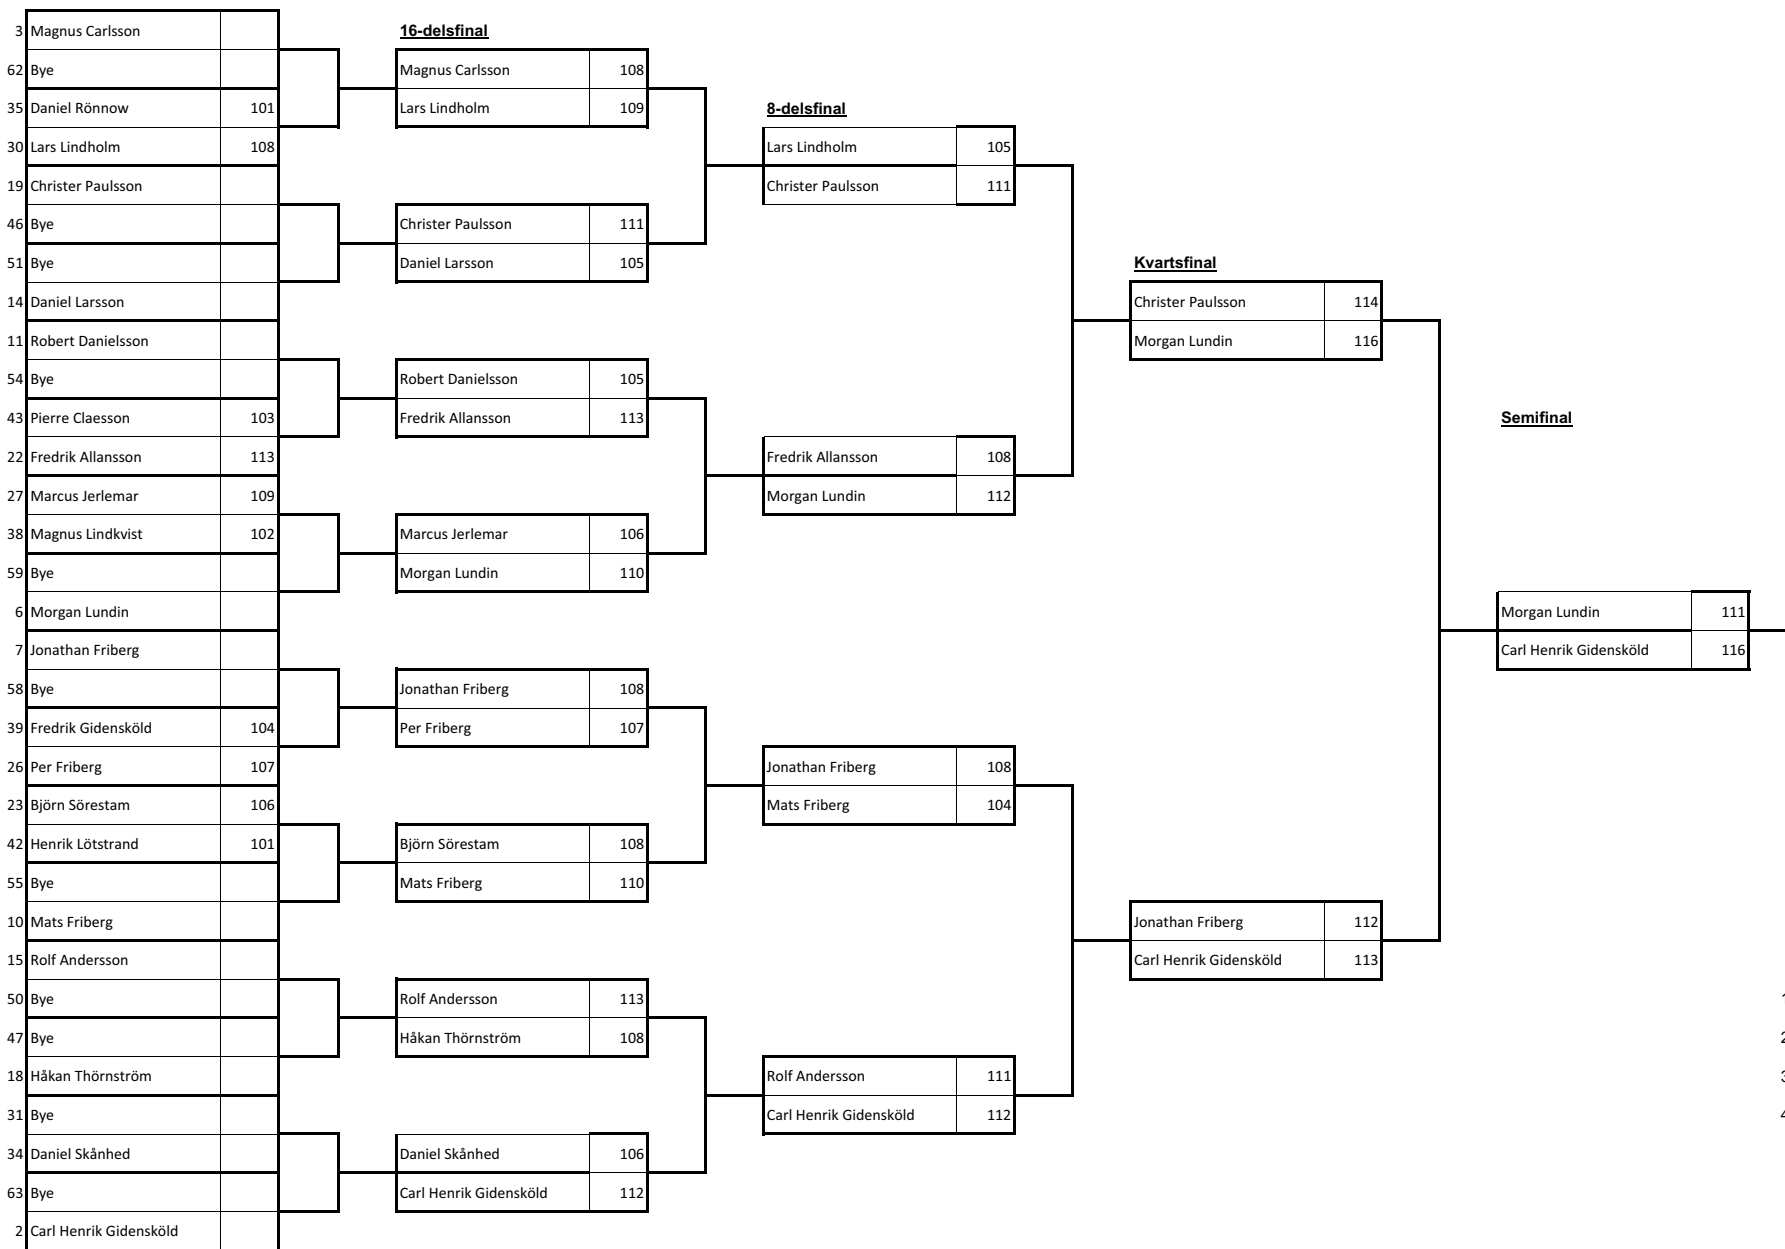 3 Magnus Carlsson
16-delsfinal
62 Bye
Magnus Carlsson 108
35 Daniel Rönnow 101
Lars Lindholm 109
8-delsfinal
30 Lars Lindholm 108
Lars Lindholm 105
19 Christer Paulsson
Christer Paulsson 111
46 Bye
Christer Paulsson 111
51 Bye
Daniel Larsson 105
Kvartsfinal
14 Daniel Larsson
Christer Paulsson 114
11 Robert Danielsson
Morgan Lundin 116
54 Bye
Robert Danielsson 105
43 Pierre Claesson 103
Fredrik Allansson 113
Semifinal
22 Fredrik Allansson 113
Fredrik Allansson 108
27 Marcus Jerlemar 109
Morgan Lundin 112
38 Magnus Lindkvist 102
Marcus Jerlemar 106
59 Bye
Morgan Lundin 110
6 Morgan Lundin
Morgan Lundin 111
7 Jonathan Friberg
Carl Henrik Gidensköld 116
58 Bye
Jonathan Friberg 108
39 Fredrik Gidensköld 104
Per Friberg 107
26 Per Friberg 107
Jonathan Friberg 108
23 Björn Sörestam 106
Mats Friberg 104
42 Henrik Lötstrand 101
Björn Sörestam 108
55 Bye
Mats Friberg 110
10 Mats Friberg
Jonathan Friberg 112
15 Rolf Andersson
Carl Henrik Gidensköld 113
50 Bye
Rolf Andersson 113
1
47 Bye
Håkan Thörnström 108
2
18 Håkan Thörnström
Rolf Andersson 111
3
31 Bye
Carl Henrik Gidensköld 112
4
34 Daniel Skånhed
Daniel Skånhed 106
63 Bye
Carl Henrik Gidensköld 112
2 Carl Henrik Gidensköld